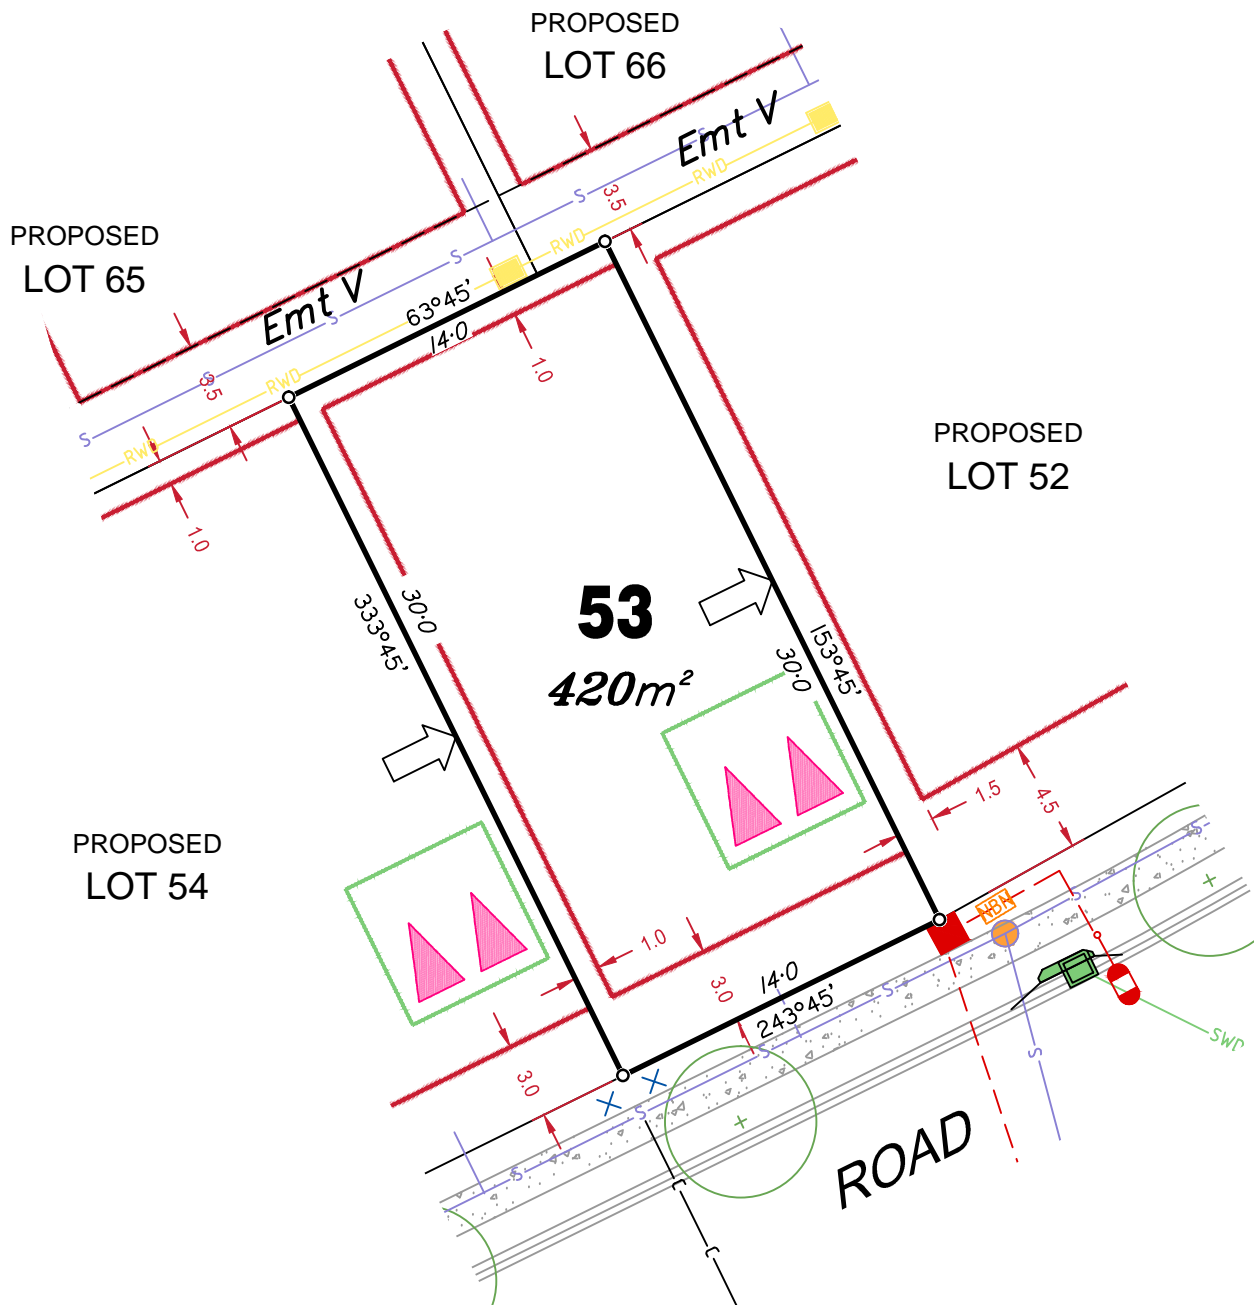 PROPOSED
LOT 66
Emt V
S
RWD
3.5
S
RWD
PROPOSED
LOT 65
S
Emt V
S
63°45'
14·0
1.0
3.5
S
RWD
S
RWD
1.0
PROPOSED
LOT 52
333°45'
30·0
53
420m²
153°45'
30·0
1.5
4.5
PROPOSED
LOT 54
1.0
3.0
14·0
243°45'
NBN
S
S
S
S
S
SWD
3.0
S
S
ROAD
C
C